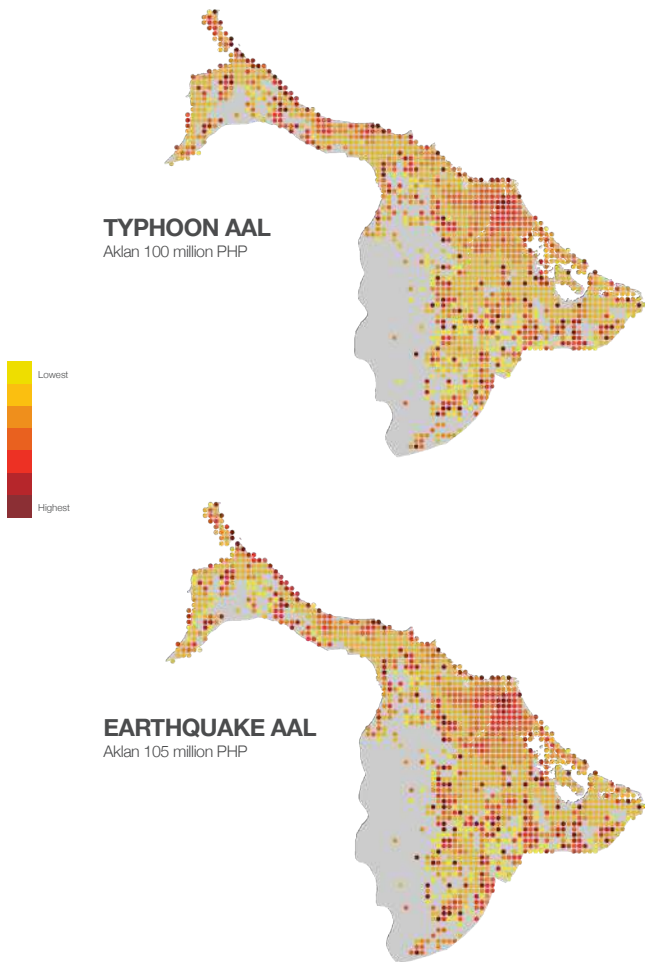 TYPHOON AAL
Aklan 100 million PHP
Lowest
Highest
EARTHQUAKE AAL
Aklan 105 million PHP